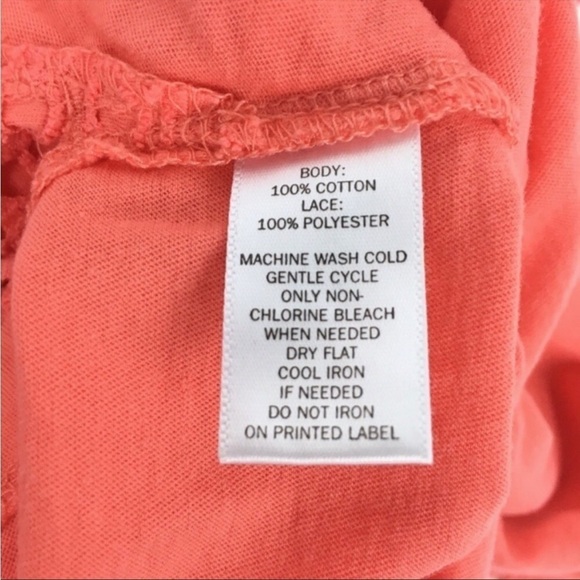 BODY:
100% COTTON
LACE:
100% POLYESTER
MACHINE WASH COLD
GENTLE CYCLE
ONLY NON-
CHLORINE BLEACH
WHEN NEEDED
DRY FLAT
COOL IRON
IF NEEDED
DO NOT IRON
ON PRINTED LABEL